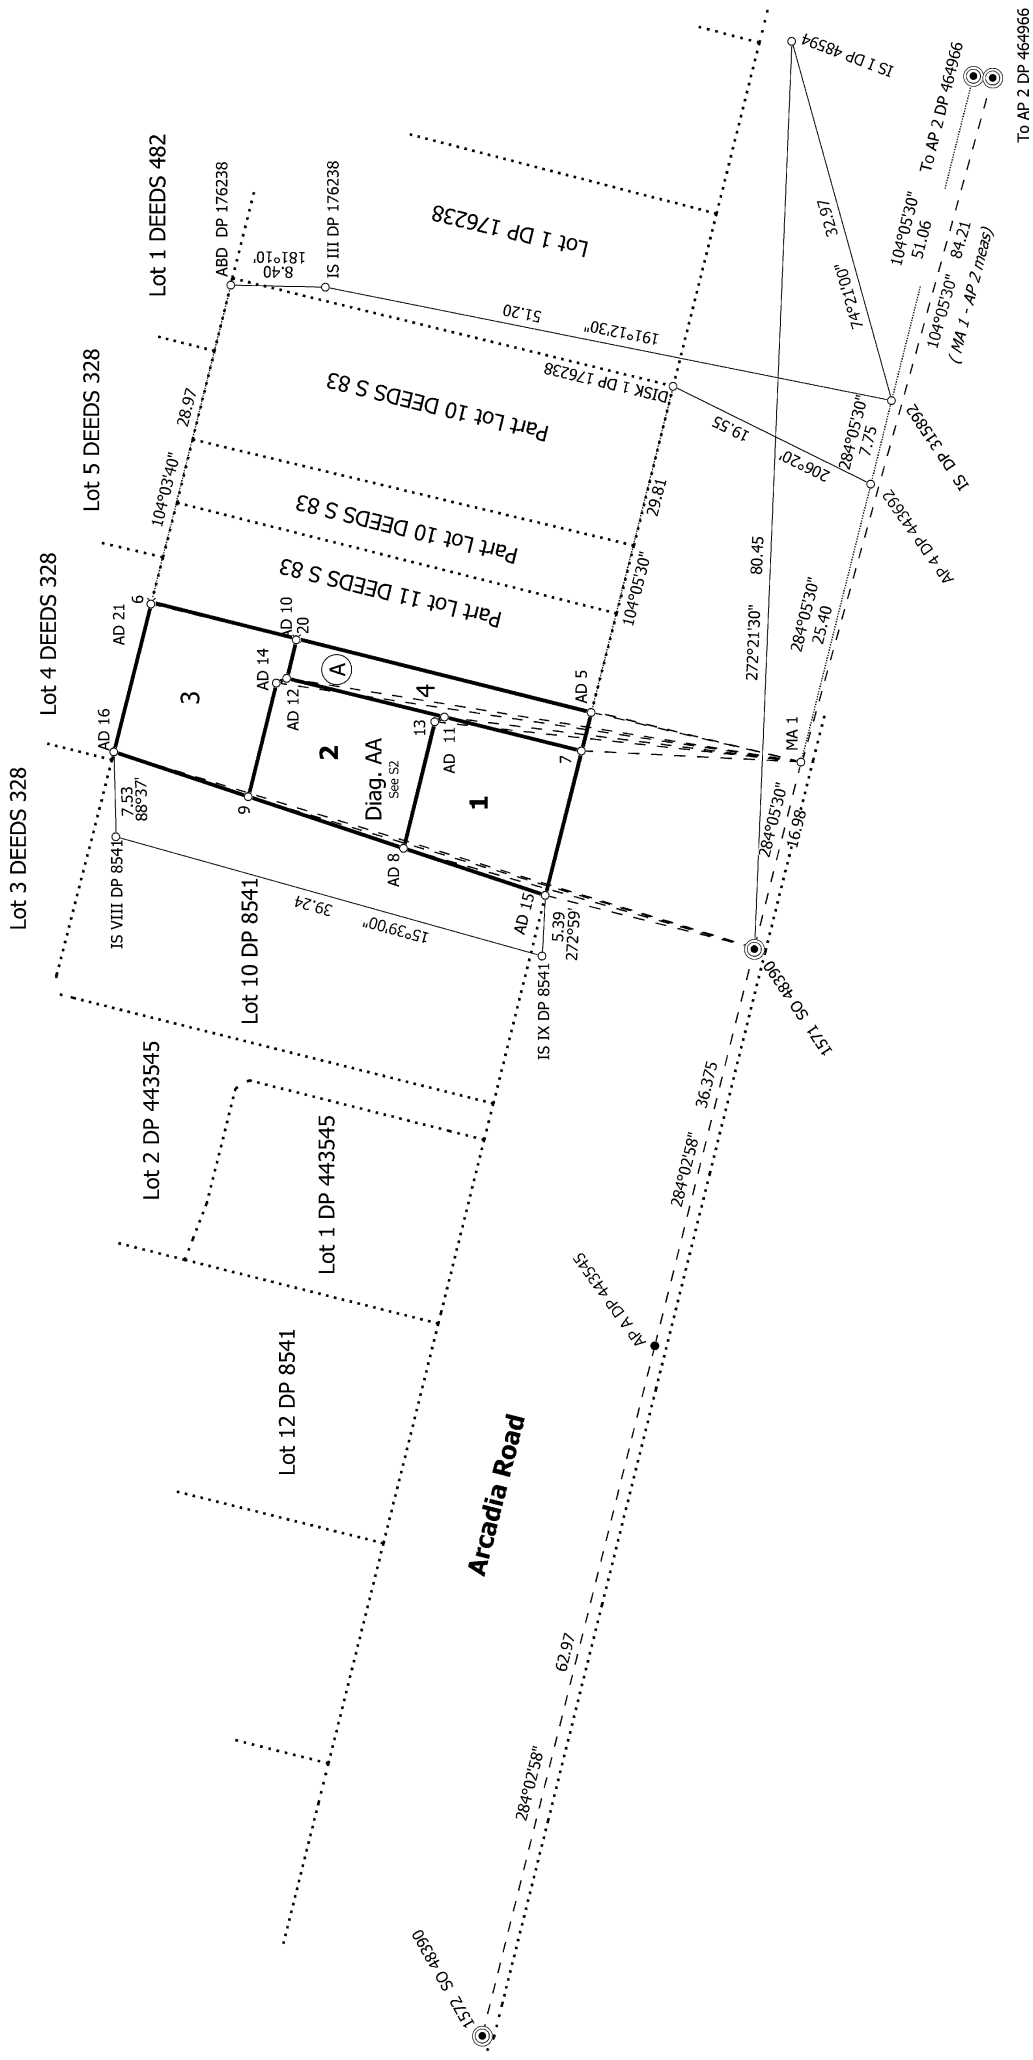 Lot 1 DEEDS 482
Lot 5 DEEDS 328
Lot 4 DEEDS 328
Lot 3 DEEDS 328
ABD DP 176238
8.40
181°10'
IS III DP 176238
Lot 1 DP 176238
IS I DP 48594
To AP 2 DP 464966
To AP 2 DP 464966
28.97
104°03'40"
51.20
191°12'30"
Part Lot 10 DEEDS S 83
Part Lot 10 DEEDS S 83
Part Lot 11 DEEDS S 83
DISK 1 DP 176238
32.97
74°21'00"
104°05'30"
51.06
104°05'30"
84.21
( MA 1 - AP 2 meas)
19.55
206°20'
284°05'30"
7.75
IS DP 315892
AP 4 DP 443692
29.81
104°05'30"
80.45
272°21'30"
284°05'30"
25.40
AD 21
6
AD 16
3
AD 14
AD 10
20
A
AD 12
4
AD 5
2
Diag. AA
See S2
13
AD 11
7
MA 1
9
1
AD 8
AD 15
7.53
88°37'
IS VIII DP 8541
39.24
15°39'00"
5.39
272°59'
IS IX DP 8541
284°05'30"
16.98
1571 SO 48390
Lot 10 DP 8541
Lot 2 DP 443545
Lot 1 DP 443545
36.375
284°02'58"
AP A DP 443545
Lot 12 DP 8541
Arcadia Road
62.97
284°02'58"
1572 SO 48390